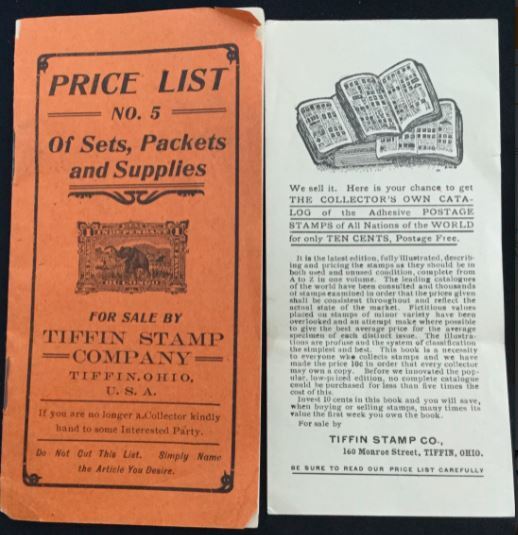 PRICE LIST
NO. 5
Of Sets, Packets
and Supplies
INDEPENDANT
DU CONGO
FOR SALE BY
TIFFIN STAMP
COMPANY
TIFFIN, OHIO,
U. S. A.
If you are no longer a Collector kindly
hand to some Interested Party.
Do Not Cut This List. Simply Name
the Article You Desire.
We sell it. Here is your chance to get
THE COLLECTOR'S OWN CATA-
LOG of the Adhesive POSTAGE
STAMPS of All Nations of the WORLD
for only TEN CENTS, Postage Free.
It is the latest edition, fully illustrated, describ-
ing and pricing the stamps as they should be in
both used and unused condition, complete from
A to Z in one volume. The leading catalogues
of the world have been consulted and thousands
of stamps examined in order that the prices given
shall be consistent throughout and reflect the
actual state of the market. Fictitious values
placed on stamps of minor variety have been
overlooked and an attempt make where possible
to give the best average price for the average
specimen of each distinct issue. The illustra-
tions are profuse and the system of classification
the simplest and best. This book is a necessity
to everyone who collects stamps and we have
made the price 10c in order that every collector
may own a copy. Before we innovated the pop-
ular, low-priced edition, no complete catalogue
could be purchased for less than five times the
cost of this.
Invest 10 cents in this book and you will save,
when buying or selling stamps, many times its
value the first week you own the book.
For sale by
TIFFIN STAMP CO.,
160 Monroe Street, TIFFIN, OHIO.
BE SURE TO READ OUR PRICE LIST CAREFULLY